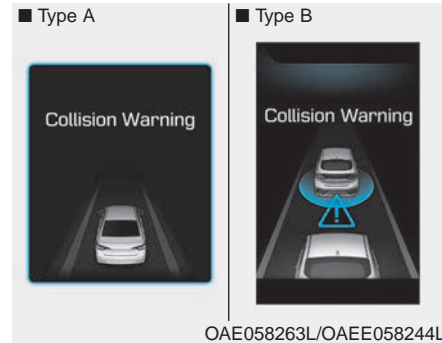 ■ Type A
■ Type B
Collision Warning
Collision Warning
OAE058263L/OAEE058244L